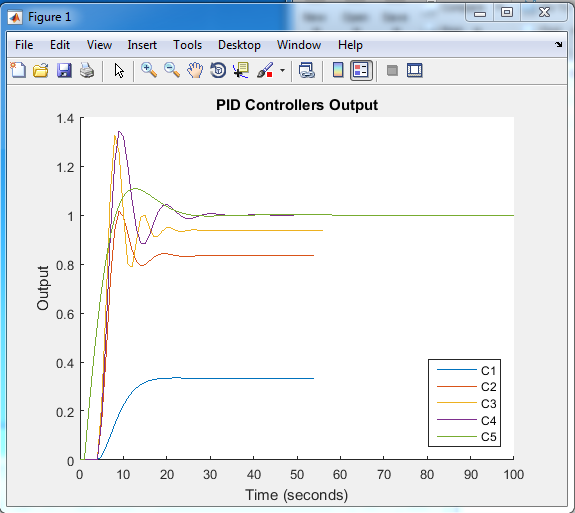 Figure 1
File Edit View Insert Tools Desktop Window Help
PID Controllers Output
1.4
1.2
1
0.8
0.6
0.4
0.2
0
Output
0 10 20 30 40 50 60 70 80 90 100
Time (seconds)
C1
C2
C3
C4
C5